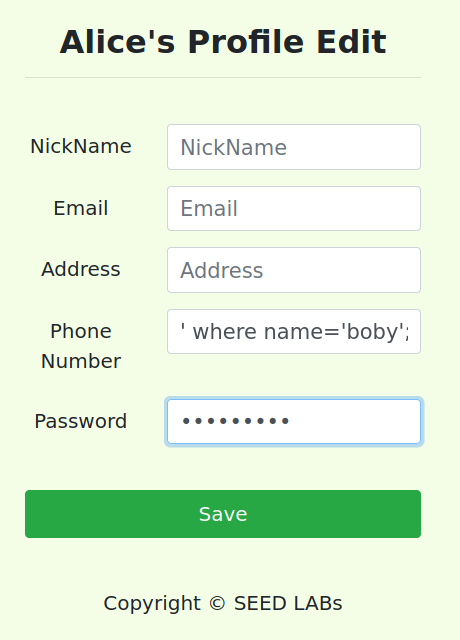 Alice's Profile Edit
NickName
NickName
Email
Email
Address
Address
Phone
Number
' where name='boby';
Password
•••••••••
Save
Copyright © SEED LABs